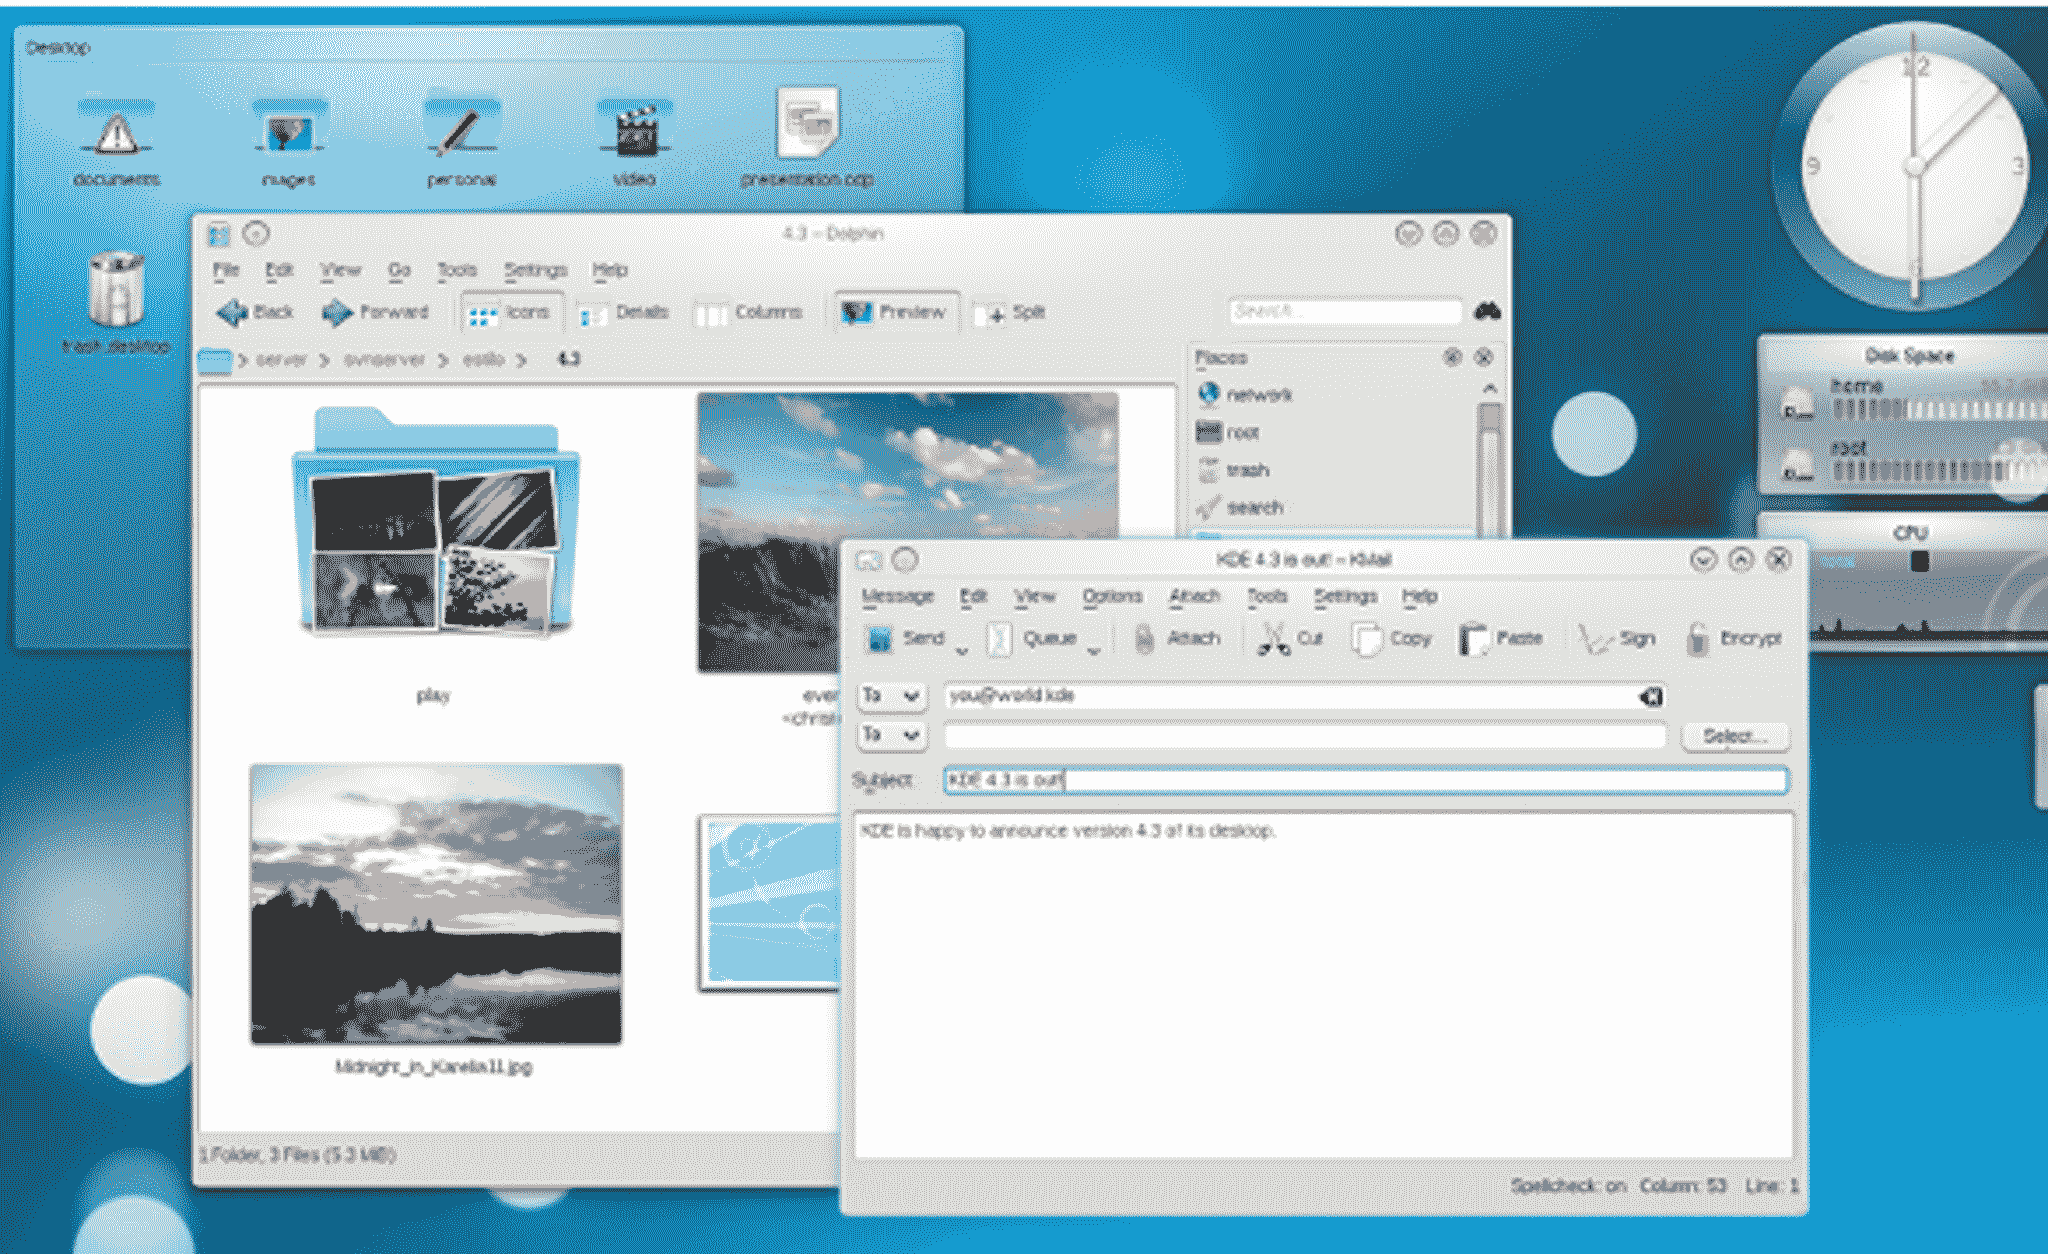 Desktop
documents images personal video presentation.odp
12
9 3
6
trash desktop
4.3 – Dolphin
File Edit View Go Tools Settings Help
Back Forward Icons Details Columns Preview Split Search...
server svnserver estilo 4.3
Places
network
root
trash
search
Disk Space
home
root
CPU
play
Midnight_in_Karelia11.jpg
1 Folder, 3 Files (5.3 MiB)
KDE 4.3 is out! – KMail
Message Edit View Options Attach Tools Settings Help
Send Queue Attach Cut Copy Paste Sign Encrypt
To you@world.kde
To Select...
Subject: KDE 4.3 is out!
KDE is happy to announce version 4.3 of its desktop.
Spellcheck: on Column: 53 Line: 1